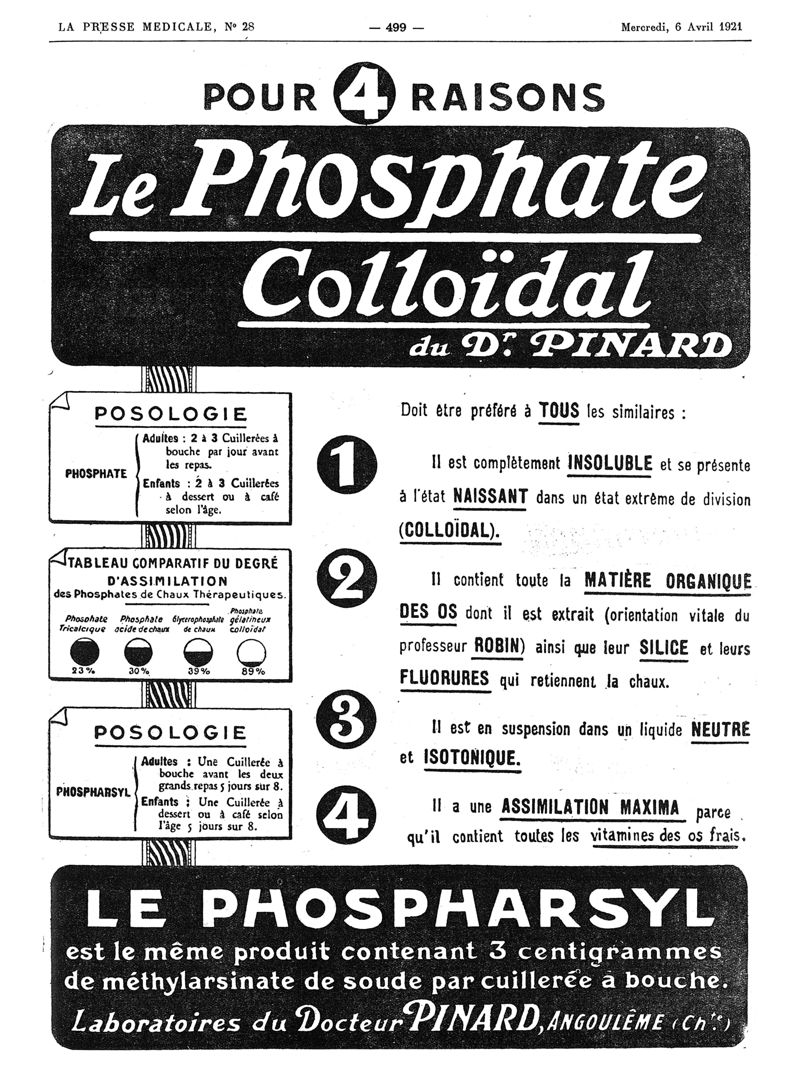 LA PRESSE MEDICALE, N° 28 — 499 — Mercredi, 6 Avril 1921
POUR 4 RAISONS
Le Phosphate
Colloïdal
du Dr. PINARD
POSOLOGIE
PHOSPHATE
Adultes : 2 à 3 Cuillerées à
bouche par jour avant
les repas.
Enfants : 2 à 3 Cuillerées
à dessert ou à café
selon l'âge.
TABLEAU COMPARATIF DU DEGRÉ
D'ASSIMILATION
des Phosphates de Chaux Thérapeutiques.
Phosphate Tricalcique
23%
Phosphate acide de chaux
30%
Glycerophosphate de chaux
39%
Phosphate gélatineux colloïdal
89%
POSOLOGIE
PHOSPHARSYL
Adultes : Une Cuillerée à
bouche avant les deux
grands repas 5 jours sur 8.
Enfants : Une Cuillerée à
dessert ou à café selon
l'âge 5 jours sur 8.
Doit être préféré à TOUS les similaires :
1
Il est complètement INSOLUBLE et se présente
à l'état NAISSANT dans un état extrême de division
(COLLOÏDAL).
2
Il contient toute la MATIÈRE ORGANIQUE
DES OS dont il est extrait (orientation vitale du
professeur ROBIN) ainsi que leur SILICE et leurs
FLUORURES qui retiennent la chaux.
3
Il est en suspension dans un liquide NEUTRE
et ISOTONIQUE.
4
Il a une ASSIMILATION MAXIMA parce
qu'il contient toutes les vitamines des os frais.
LE PHOSPHARSYL
est le même produit contenant 3 centigrammes
de méthylarsinate de soude par cuillerée à bouche.
Laboratoires du Docteur PINARD, ANGOULÊME (Chte.)